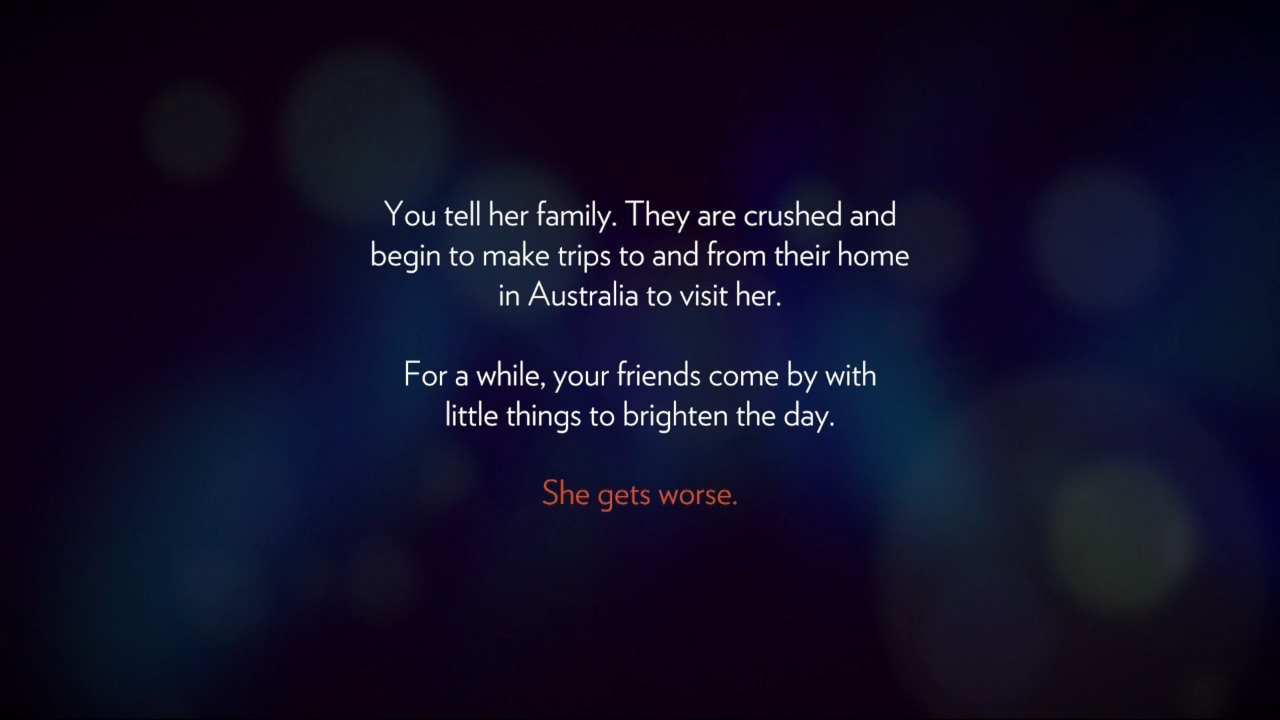 You tell her family. They are crushed and
begin to make trips to and from their home
in Australia to visit her.
For a while, your friends come by with
little things to brighten the day.
She gets worse.